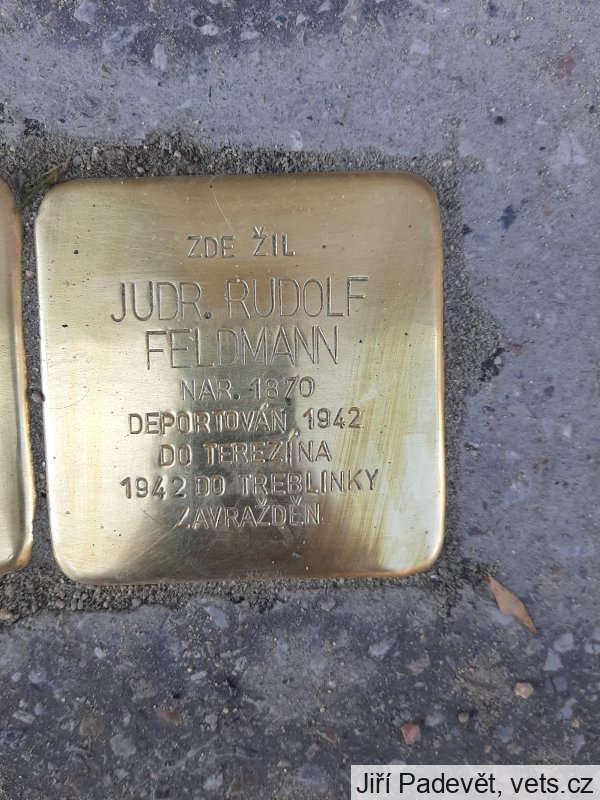 ZDE ŽIL
JUDR. RUDOLF
FELDMANN
NAR. 1870
DEPORTOVÁN 1942
DO TEREZÍNA
1942 DO TREBLINKY
ZAVRAŽDĚN
Jiří Padevět, vets.cz